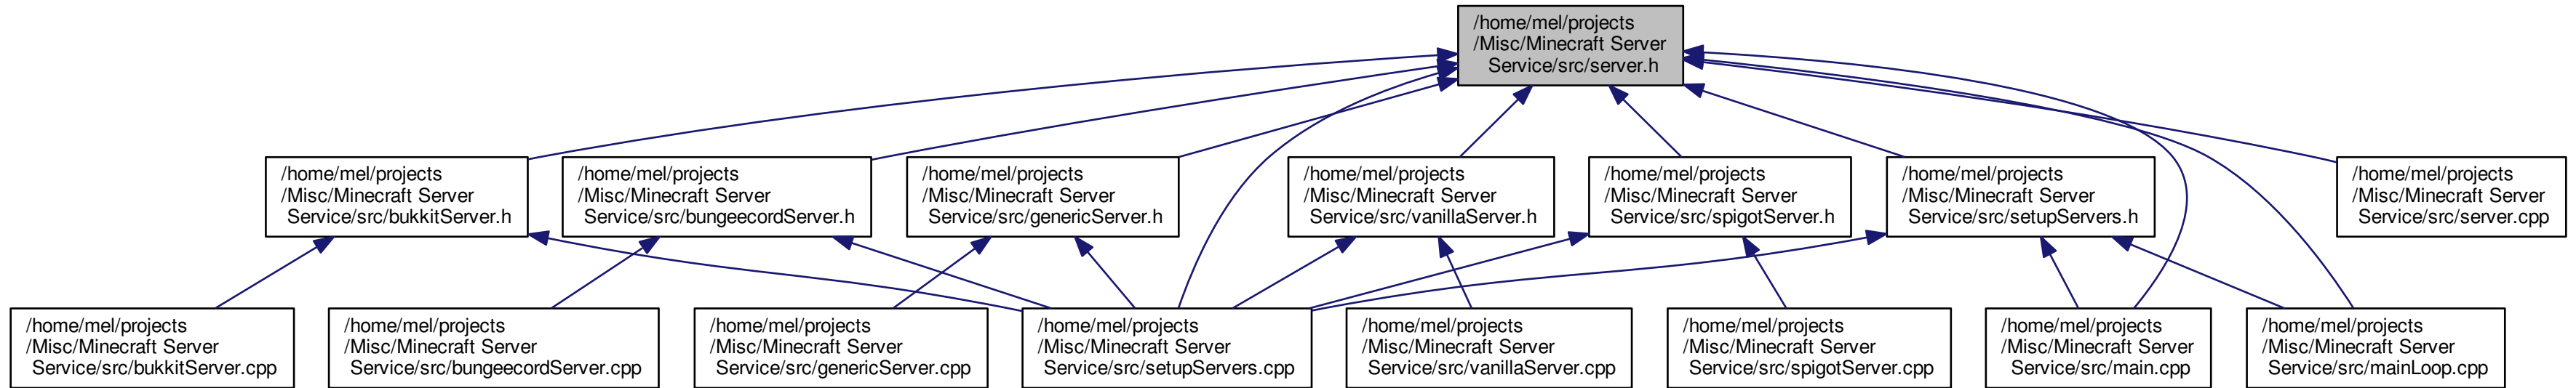 /home/mel/projects
/Misc/Minecraft Server
Service/src/server.h
/home/mel/projects
/Misc/Minecraft Server
Service/src/bukkitServer.h
/home/mel/projects
/Misc/Minecraft Server
Service/src/bungeecordServer.h
/home/mel/projects
/Misc/Minecraft Server
Service/src/genericServer.h
/home/mel/projects
/Misc/Minecraft Server
Service/src/vanillaServer.h
/home/mel/projects
/Misc/Minecraft Server
Service/src/spigotServer.h
/home/mel/projects
/Misc/Minecraft Server
Service/src/setupServers.h
/home/mel/projects
/Misc/Minecraft Server
Service/src/server.cpp
/home/mel/projects
/Misc/Minecraft Server
Service/src/bukkitServer.cpp
/home/mel/projects
/Misc/Minecraft Server
Service/src/bungeecordServer.cpp
/home/mel/projects
/Misc/Minecraft Server
Service/src/genericServer.cpp
/home/mel/projects
/Misc/Minecraft Server
Service/src/setupServers.cpp
/home/mel/projects
/Misc/Minecraft Server
Service/src/vanillaServer.cpp
/home/mel/projects
/Misc/Minecraft Server
Service/src/spigotServer.cpp
/home/mel/projects
/Misc/Minecraft Server
Service/src/main.cpp
/home/mel/projects
/Misc/Minecraft Server
Service/src/mainLoop.cpp